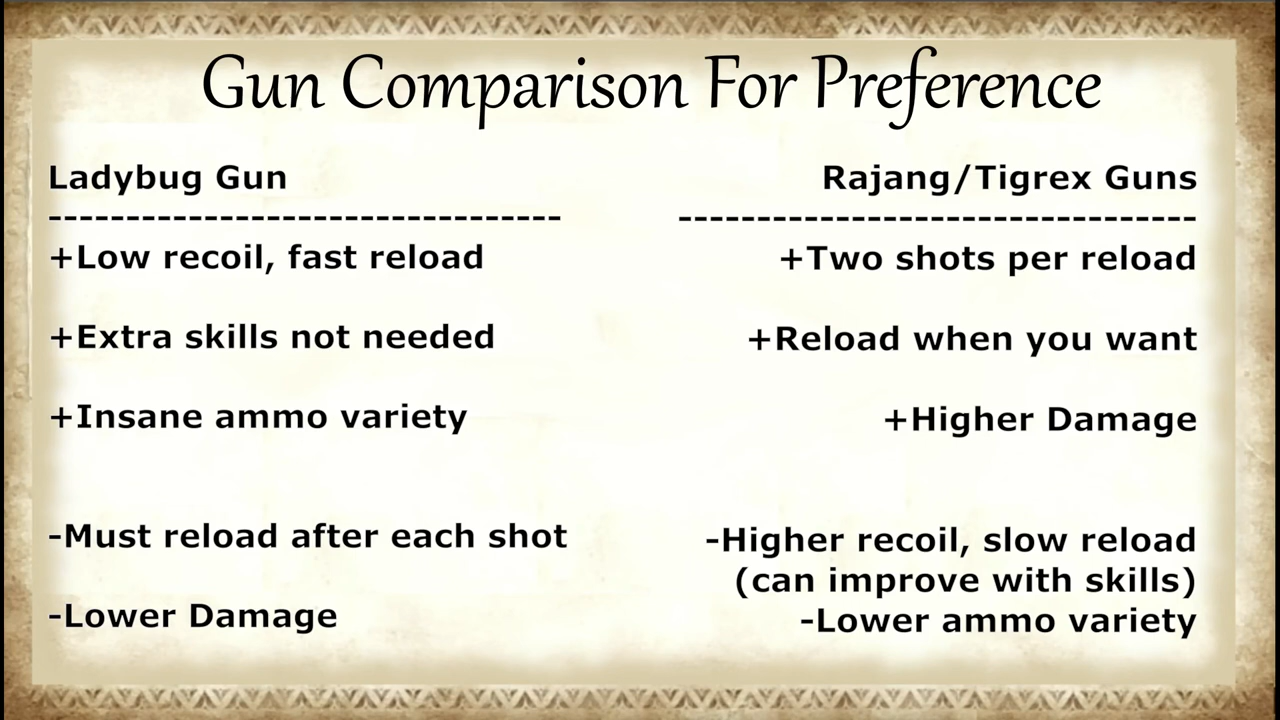 Gun Comparison For Preference
Ladybug Gun
---------------------------------
+Low recoil, fast reload
+Extra skills not needed
+Insane ammo variety
-Must reload after each shot
-Lower Damage
Rajang/Tigrex Guns
---------------------------------
+Two shots per reload
+Reload when you want
+Higher Damage
-Higher recoil, slow reload
(can improve with skills)
-Lower ammo variety